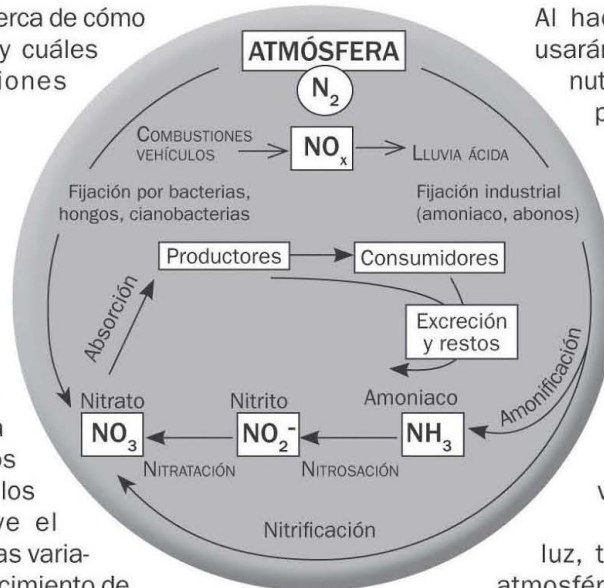 erca de cómo
y cuáles
iones
Al hac
usarán
nut
p
ATMÓSFERA
N₂
COMBUSTIONES
VEHÍCULOS
NOₓ
LLUVIA ÁCIDA
Fijación por bacterias,
hongos, cianobacterias
Fijación industrial
(amoniaco, abonos)
Productores
Consumidores
Absorción
Excreción
y restos
Amonificación
Nitrato
Nitrito
Amoniaco
NO₃
NO₂⁻
NH₃
NITRATACIÓN
NITROSACIÓN
Nitrificación
a
os
los
ve el
as varia-
cimiento de
v
luz, t
atmosfér